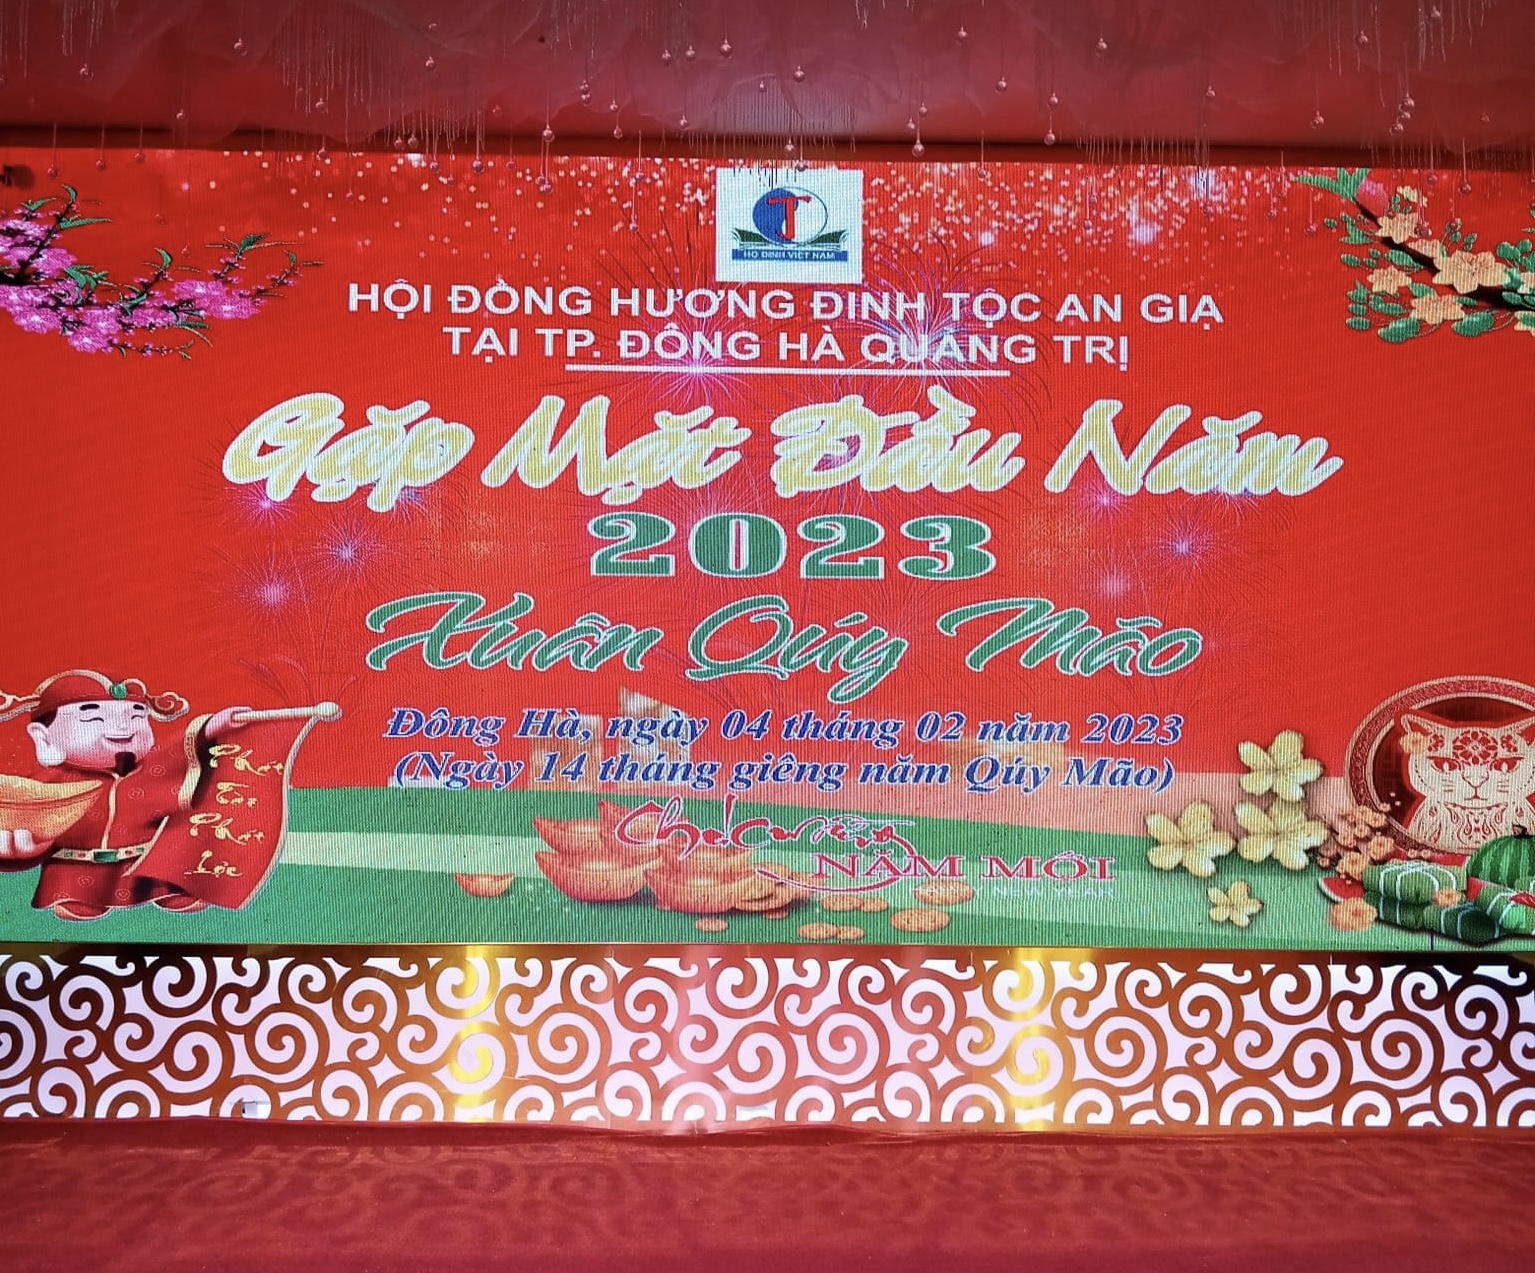 HỌ ĐINH VIỆT NAM
HỘI ĐỒNG HƯƠNG ĐINH TỘC AN GIẠ
TẠI TP. ĐÔNG HÀ QUẢNG TRỊ
Gặp Mặt Đầu Năm
2023
Xuân Qúy Mão
Đông Hà, ngày 04 tháng 02 năm 2023
(Ngày 14 tháng giêng năm Qúy Mão)
Phát
Tài
Phát
Lộc
Chúc mừng
NĂM MỚI
NEW YEAR